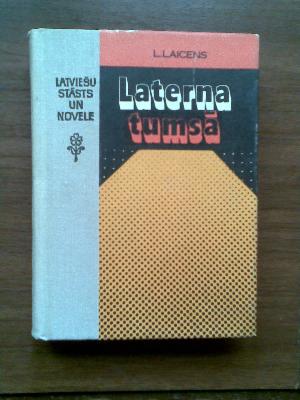 L.LAICENS
LATVIEŠU
STĀSTS
UN
NOVELE
Laterna
tumsā